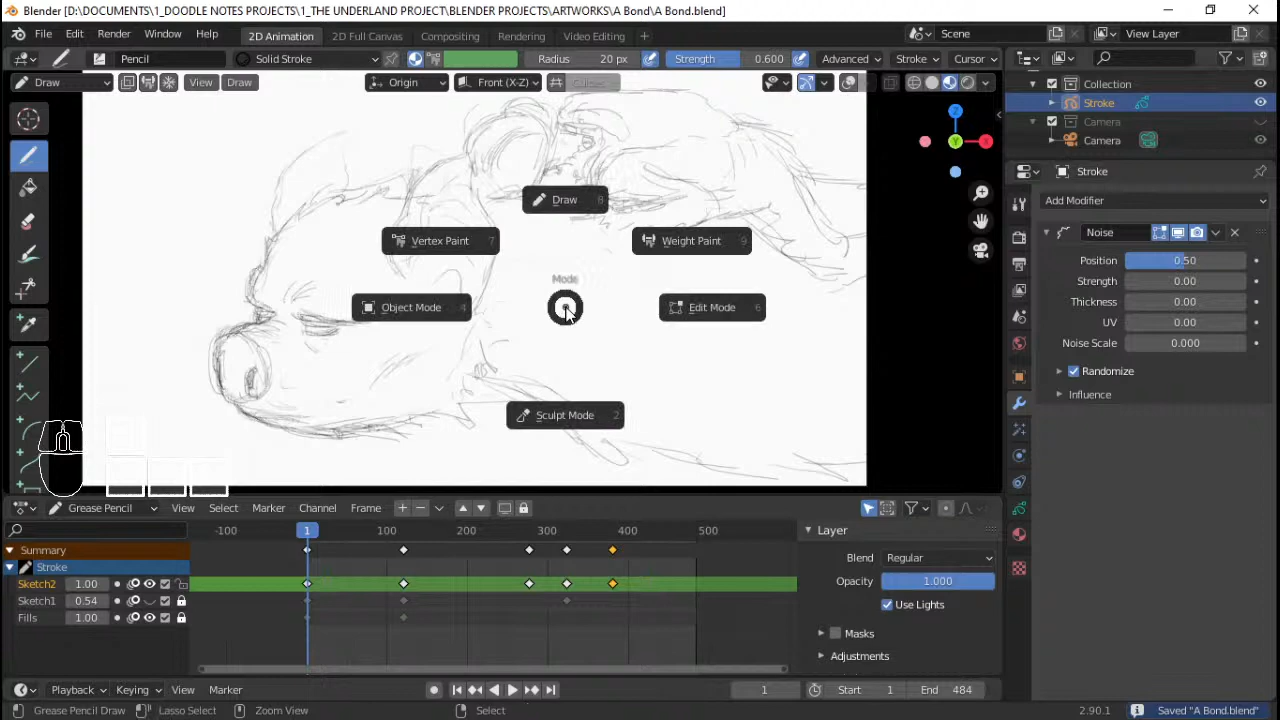 Blender [D:\DOCUMENTS\1_DOODLE NOTES PROJECTS\1_THE UNDERLAND PROJECT\BLENDER PROJECTS\ARTWORKS\A Bond\A Bond.blend]
File Edit Render Window Help 2D Animation 2D Full Canvas Compositing Rendering Video Editing + Scene View Layer
Pencil Solid Stroke Radius 20 px Strength 0.600 Advanced Stroke Cursor
Draw View Draw Origin Front (X-Z)
Collection
Stroke
Camera
Camera
Stroke
Add Modifier
Noise
Position 0.50
Strength 0.00
Thickness 0.00
UV 0.00
Noise Scale 0.000
Randomize
Influence
Z
Y
X
Draw 8
Vertex Paint 7
Weight Paint 9
Mode
Object Mode 4
Edit Mode 6
Sculpt Mode 2
Grease Pencil View Select Marker Channel Frame
-100 1 100 200 300 400 500
Summary
Stroke
Sketch2 1.00
Sketch1 0.54
Fills 1.00
Layer
Blend Regular
Opacity 1.000
Use Lights
Masks
Adjustments
Playback Keying View Marker 1 Start 1 End 484
Grease Pencil Draw Lasso Select Zoom View Select 2.90.1 Saved "A Bond.blend"